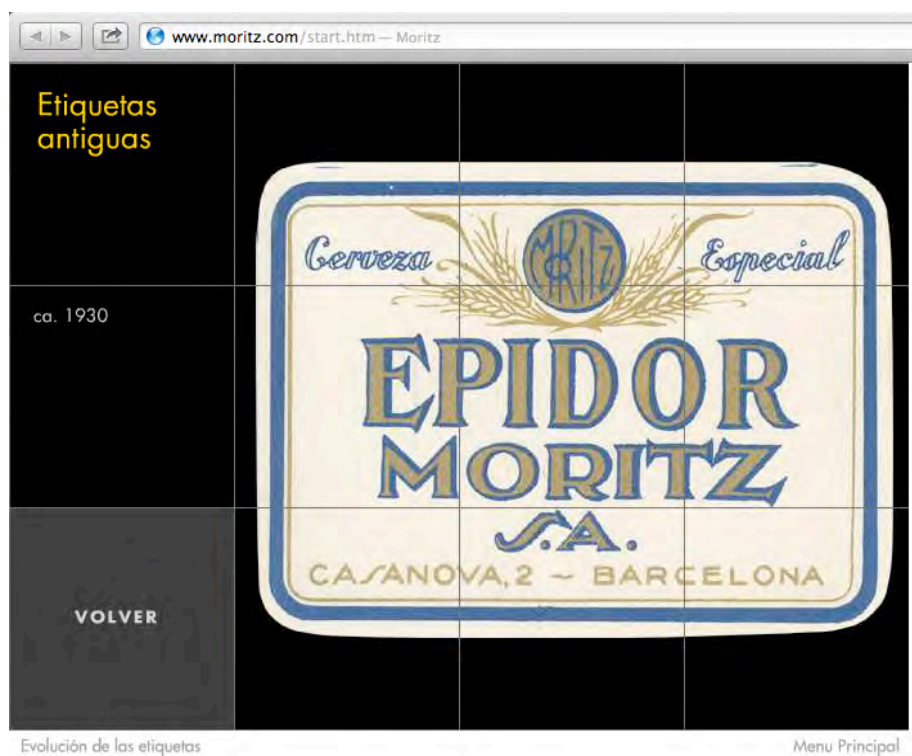 www.moritz.com/start.htm — Moritz
Etiquetas
antiguas
ca. 1930
VOLVER
Cerveza
MORITZ
Especial
EPIDOR
MORITZ
S.A.
CASANOVA, 2 ~ BARCELONA
Evolución de las etiquetas
Menu Principal